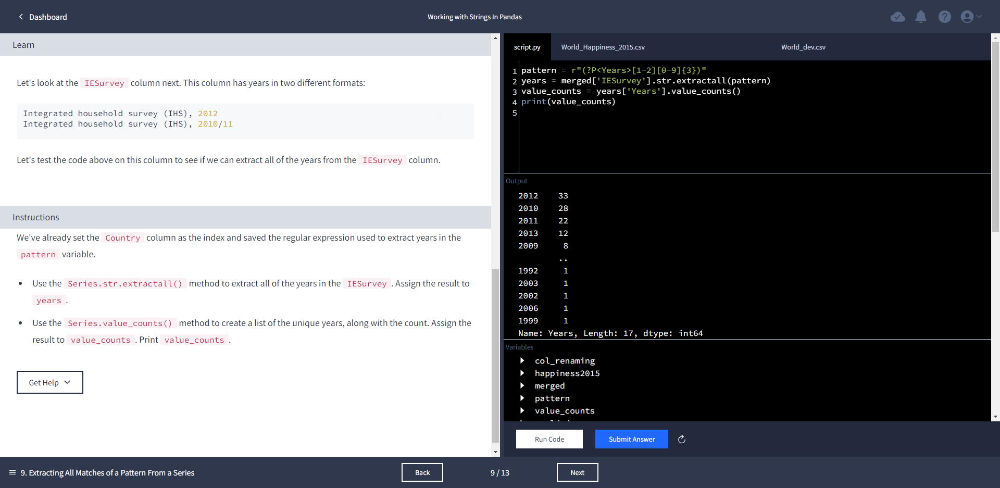 Dashboard
Working with Strings In Pandas
Learn
Let's look at the IESurvey column next. This column has years in two different formats:
Integrated household survey (IHS), 2012
Integrated household survey (IHS), 2010/11
Let's test the code above on this column to see if we can extract all of the years from the IESurvey column.
Instructions
We've already set the Country column as the index and saved the regular expression used to extract years in the
pattern variable.
Use the Series.str.extractall() method to extract all of the years in the IESurvey . Assign the result to
years .
Use the Series.value_counts() method to create a list of the unique years, along with the count. Assign the
result to value_counts . Print value_counts .
Get Help
script.py World_Happiness_2015.csv World_dev.csv
1 pattern = r"(?P<Years>[1-2][0-9]{3})"
2 years = merged['IESurvey'].str.extractall(pattern)
3 value_counts = years['Years'].value_counts()
4 print(value_counts)
5
Output
2012 33
2010 28
2011 22
2013 12
2009 8
..
1992 1
2003 1
2002 1
2006 1
1999 1
Name: Years, Length: 17, dtype: int64
Variables
col_renaming
happiness2015
merged
pattern
value_counts
Run Code Submit Answer
9. Extracting All Matches of a Pattern From a Series
Back 9 / 13 Next